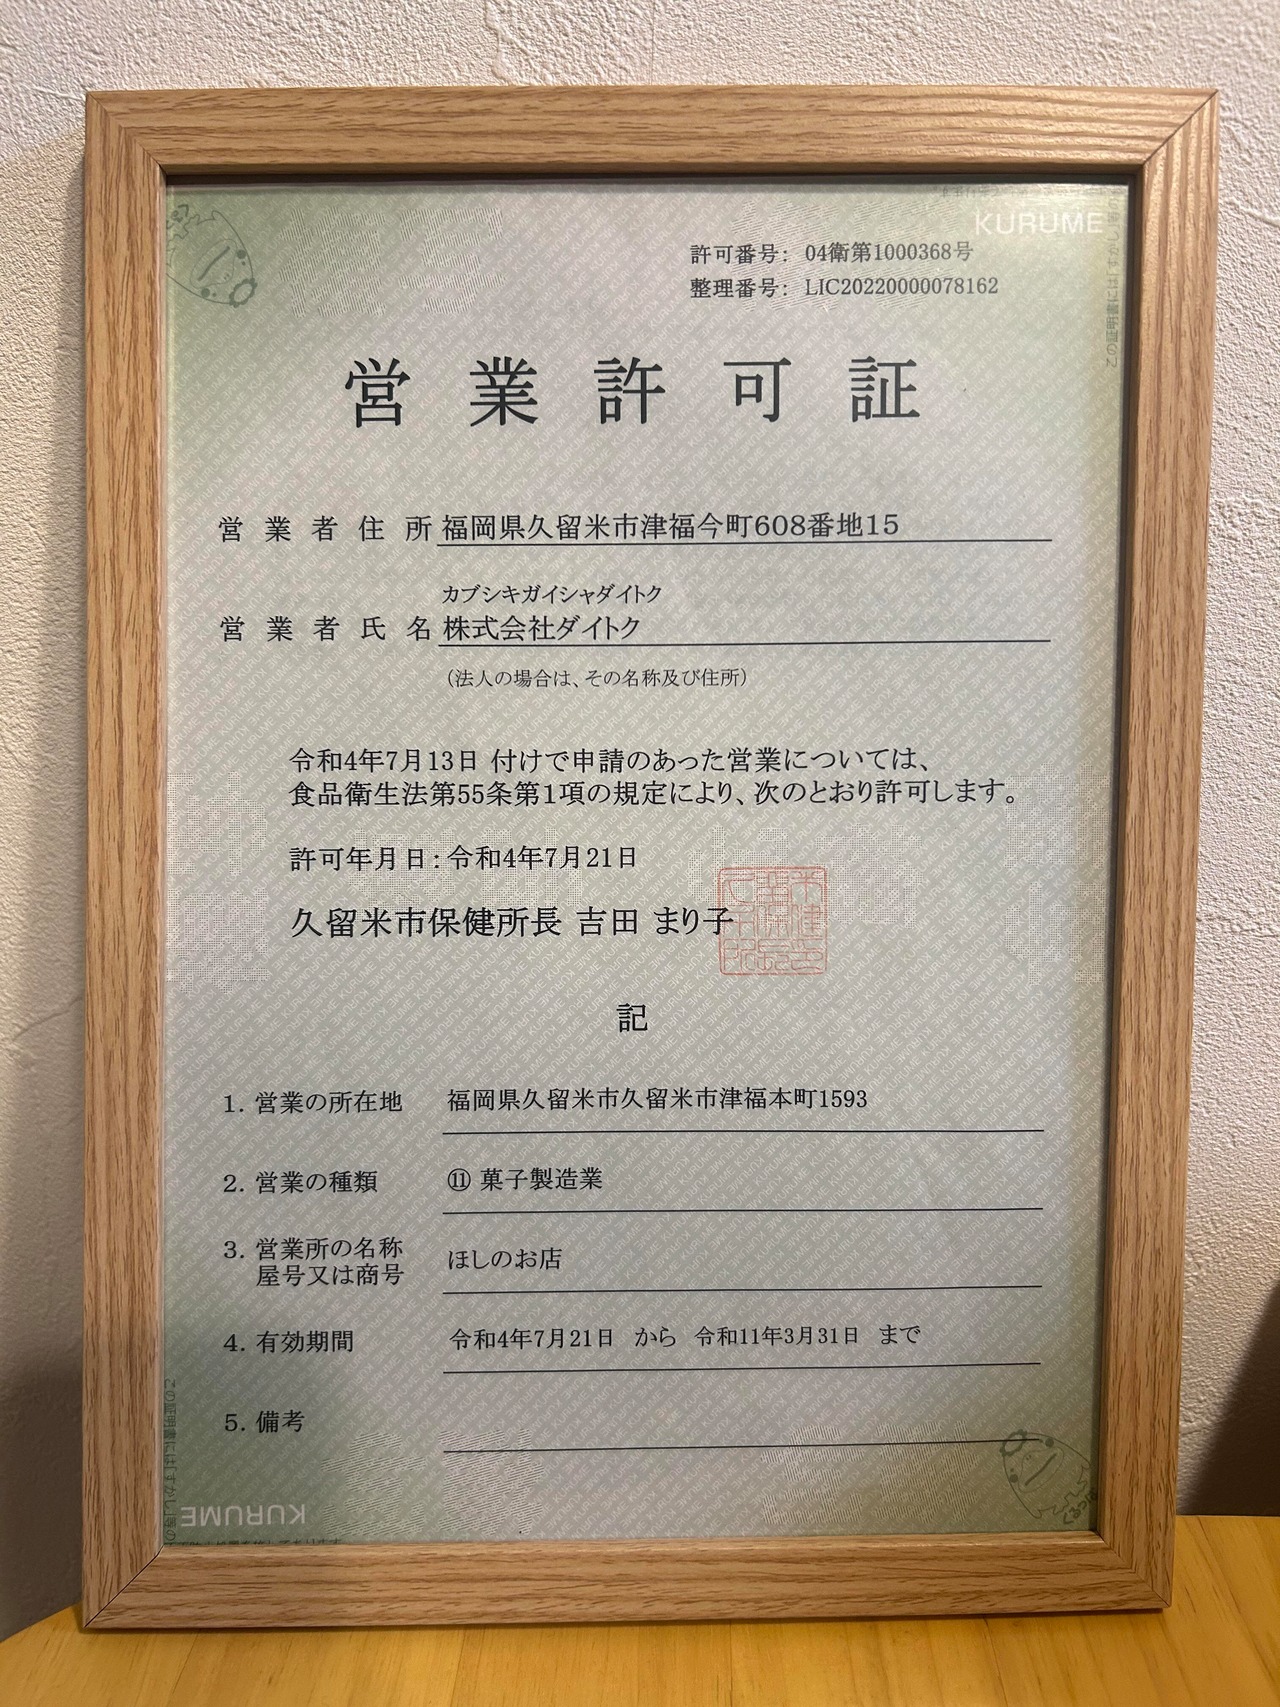 KURUME
許可番号: 04衛第1000368号
整理番号: LIC20220000078162
営業許可証
営業者住所 福岡県久留米市津福今町608番地15
カブシキガイシャダイトク
営業者氏名 株式会社ダイトク
(法人の場合は、その名称及び住所)
令和4年7月13日 付けで申請のあった営業については、
食品衛生法第55条第1項の規定により、次のとおり許可します。
許可年月日:令和4年7月21日
久留米市保健所長 吉田 まり子
記
1. 営業の所在地 福岡県久留米市久留米市津福本町1593
2. 営業の種類 ⑪ 菓子製造業
3. 営業所の名称 ほしのお店
屋号又は商号
4. 有効期間 令和4年7月21日 から 令和11年3月31日 まで
5. 備考
KURUME